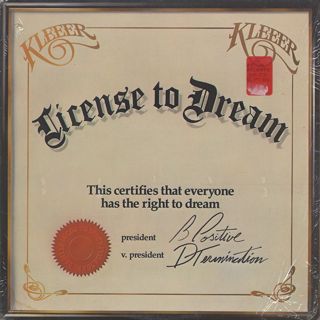 KLEEER KLEEER
License to Dream
This certifies that everyone
has the right to dream
president B Positive
v. president D Termination